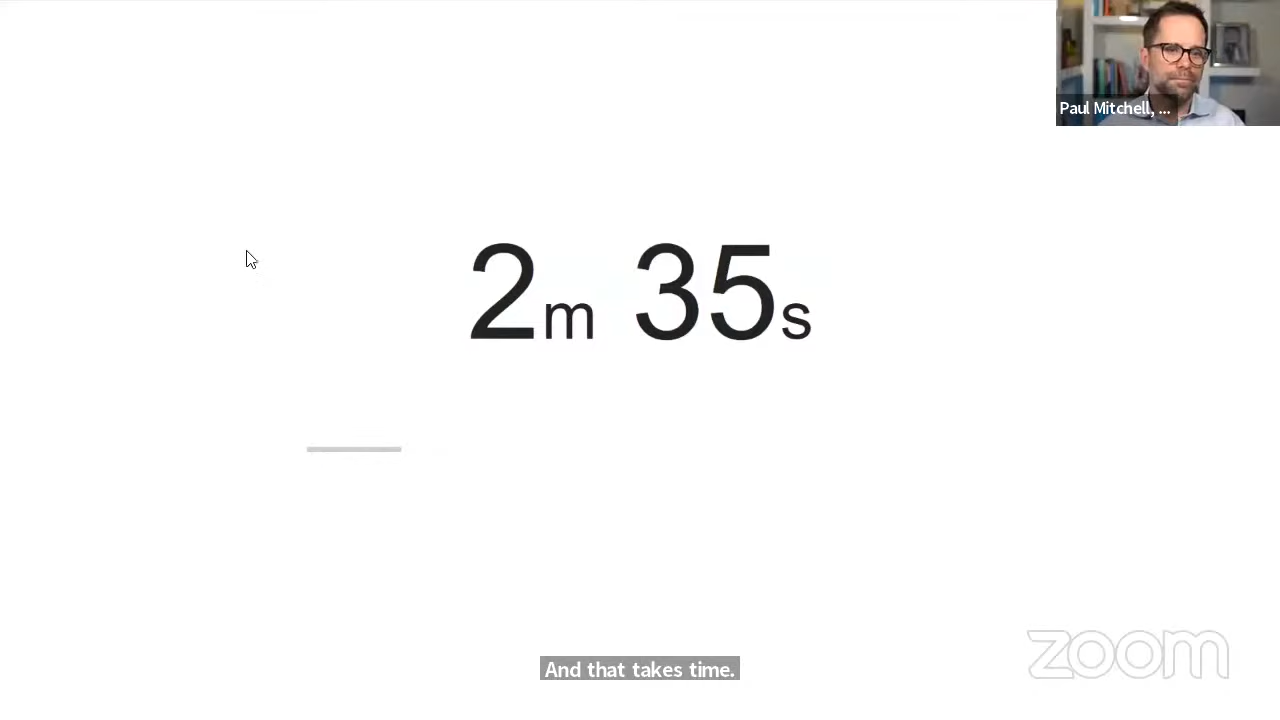 Paul Mitchell, ...
2m 35s
And that takes time.
zoom